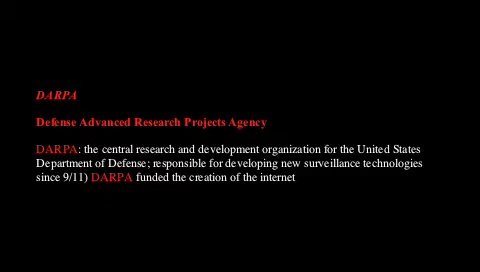 DARPA
Defense Advanced Research Projects Agency
DARPA: the central research and development organization for the United States
Department of Defense; responsible for developing new surveillance technologies
since 9/11) DARPA funded the creation of the internet